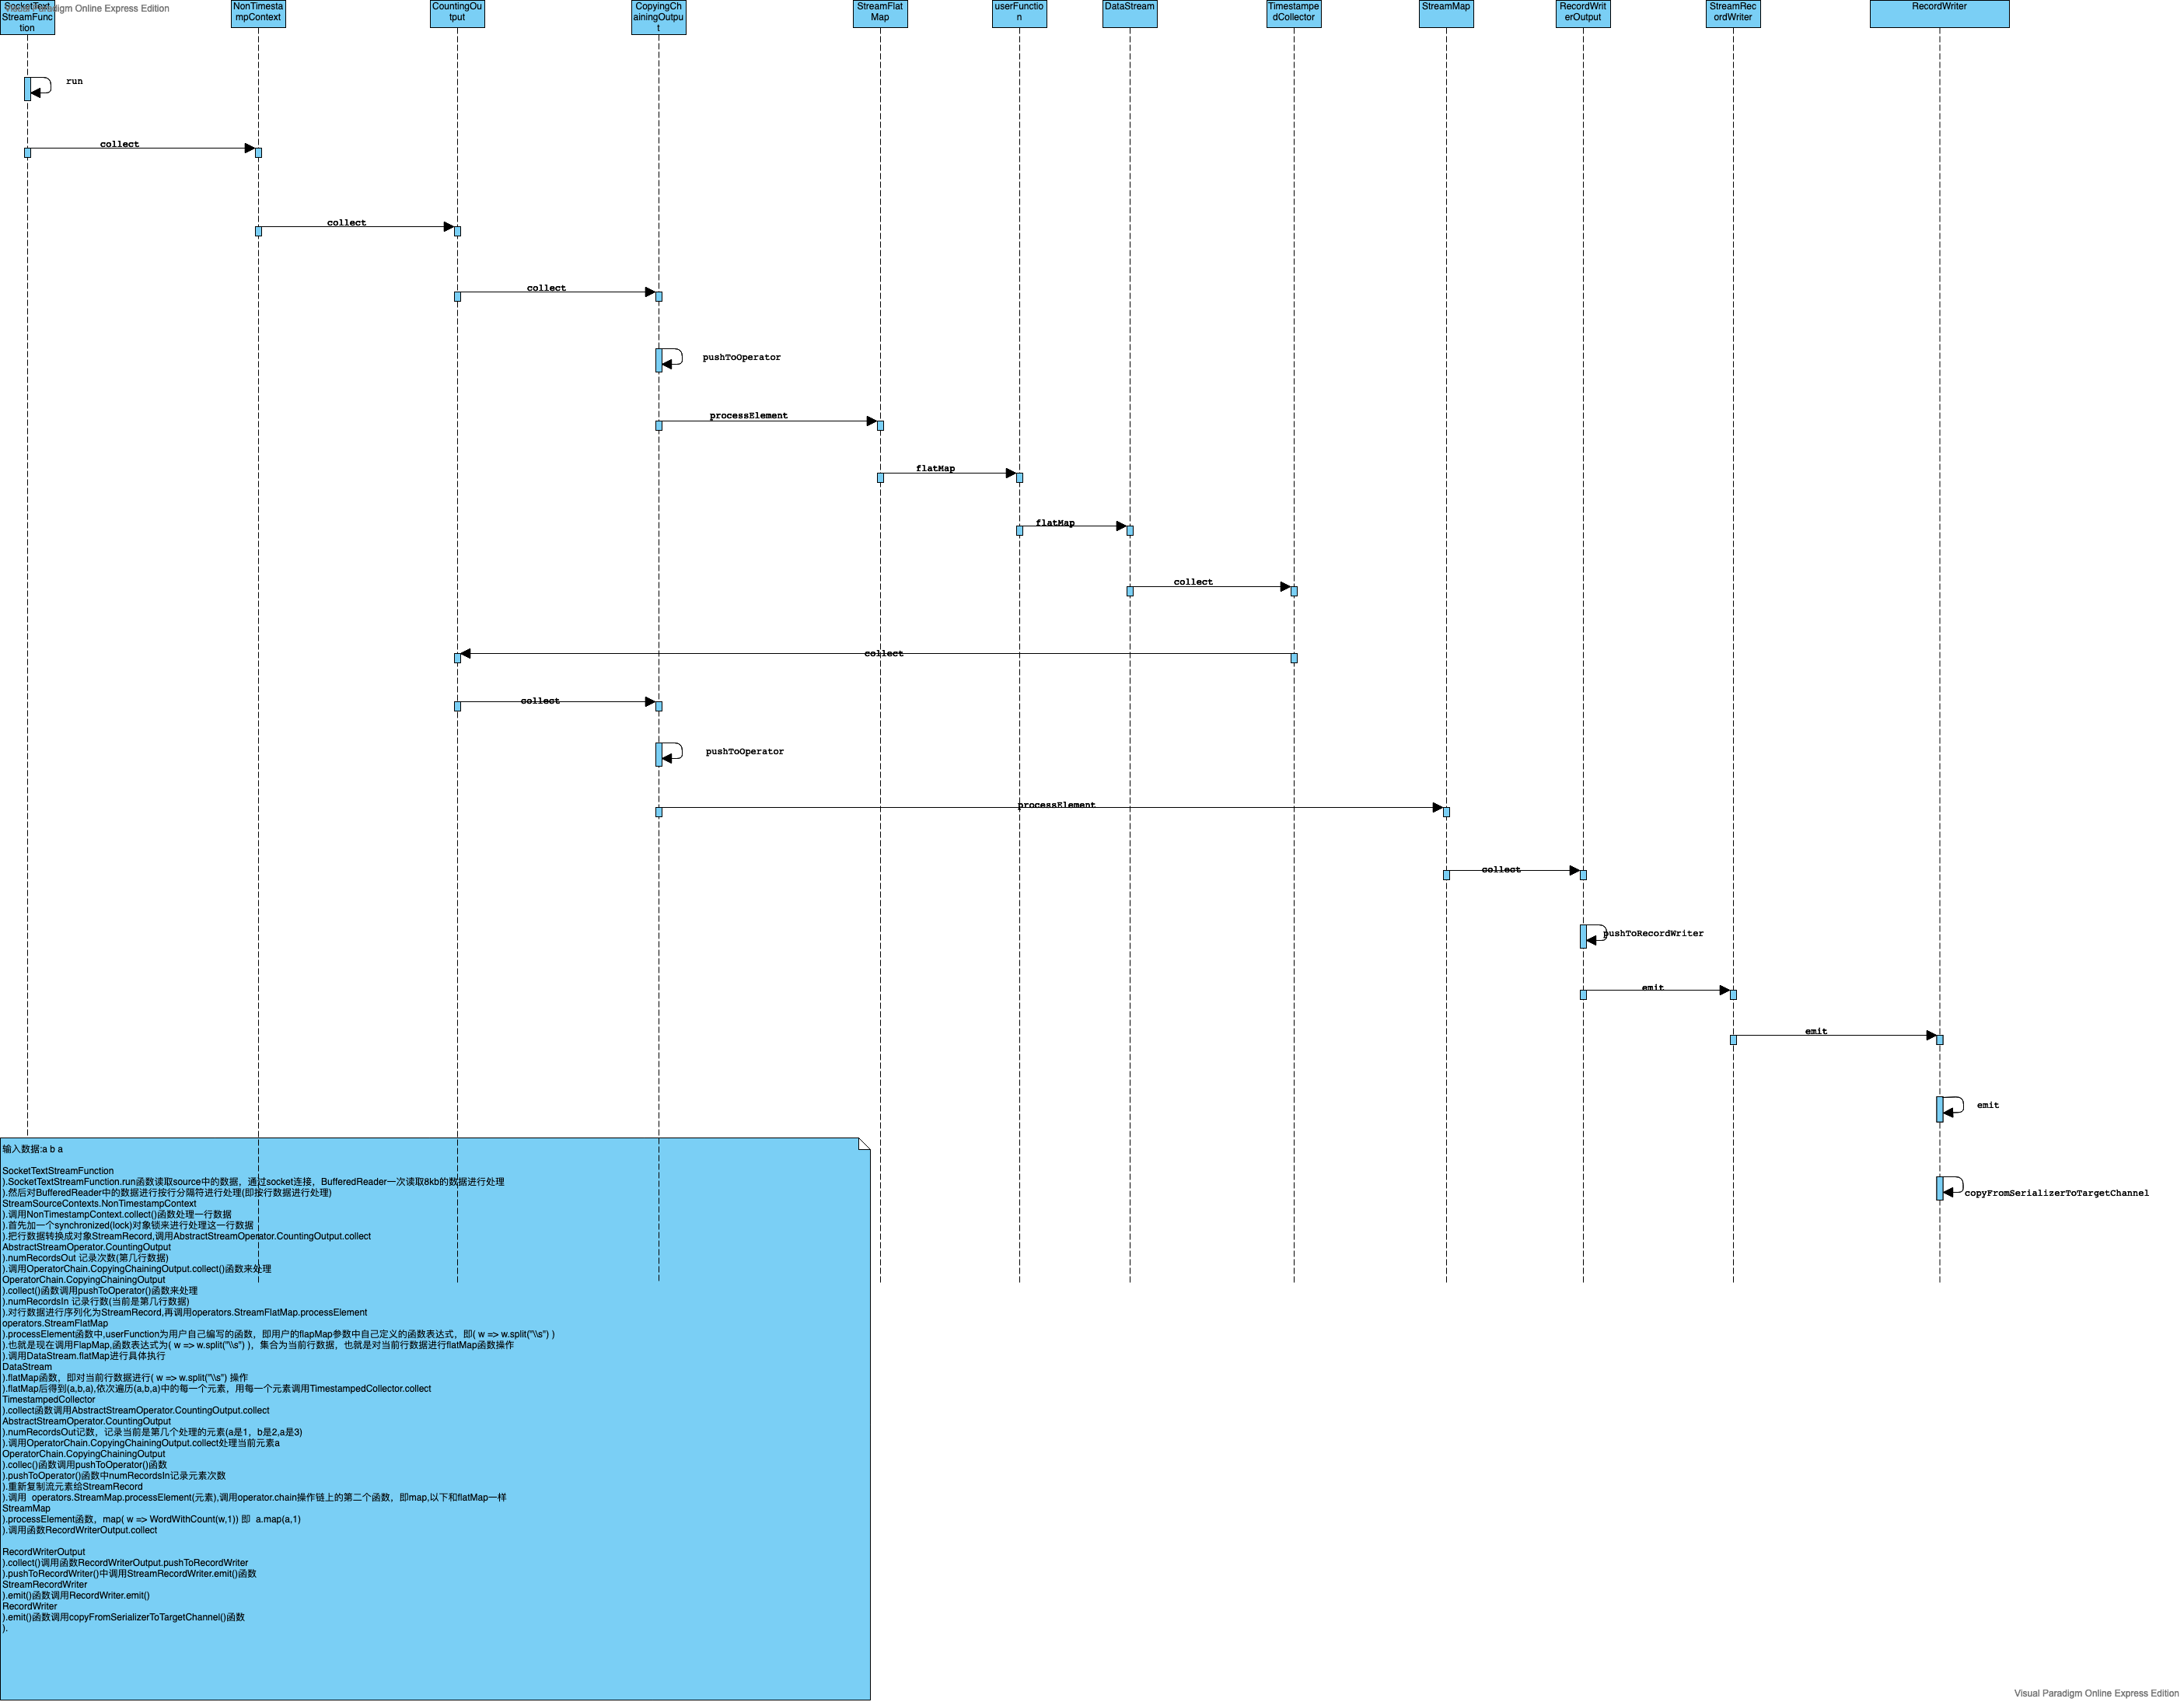 SocketText
StreamFunc
tion
Visual Paradigm Online Express Edition
NonTimesta
mpContext
CountingOu
tput
CopyingCh
ainingOutpu
t
StreamFlat
Map
userFunctio
n
DataStream
Timestampe
dCollector
StreamMap
RecordWrit
erOutput
StreamRec
ordWriter
RecordWriter
run
collect
collect
collect
pushToOperator
processElement
flatMap
flatMap
collect
collect
collect
pushToOperator
processElement
collect
pushToRecordWriter
emit
emit
emit
copyFromSerializerToTargetChannel
输入数据:a b a
SocketTextStreamFunction
).SocketTextStreamFunction.run函数读取source中的数据，通过socket连接，BufferedReader一次读取8kb的数据进行处理
).然后对BufferedReader中的数据进行按行分隔符进行处理(即按行数据进行处理)
StreamSourceContexts.NonTimestampContext
).调用NonTimestampContext.collect()函数处理一行数据
).首先加一个synchronized(lock)对象锁来进行处理这一行数据
).把行数据转换成对象StreamRecord,调用AbstractStreamOperator.CountingOutput.collect
AbstractStreamOperator.CountingOutput
).numRecordsOut 记录次数(第几行数据)
).调用OperatorChain.CopyingChainingOutput.collect()函数来处理
OperatorChain.CopyingChainingOutput
).collect()函数调用pushToOperator()函数来处理
).numRecordsIn 记录行数(当前是第几行数据)
).对行数据进行序列化为StreamRecord,再调用operators.StreamFlatMap.processElement
operators.StreamFlatMap
).processElement函数中,userFunction为用户自己编写的函数，即用户的flapMap参数中自己定义的函数表达式，即( w => w.split("\\s") )
).也就是现在调用FlapMap,函数表达式为( w => w.split("\\s") )，集合为当前行数据，也就是对当前行数据进行flatMap函数操作
).调用DataStream.flatMap进行具体执行
DataStream
).flatMap函数，即对当前行数据进行( w => w.split("\\s") 操作
).flatMap后得到(a,b,a),依次遍历(a,b,a)中的每一个元素，用每一个元素调用TimestampedCollector.collect
TimestampedCollector
).collect函数调用AbstractStreamOperator.CountingOutput.collect
AbstractStreamOperator.CountingOutput
).numRecordsOut记数，记录当前是第几个处理的元素(a是1，b是2,a是3)
).调用OperatorChain.CopyingChainingOutput.collect处理当前元素a
OperatorChain.CopyingChainingOutput
).collec()函数调用pushToOperator()函数
).pushToOperator()函数中numRecordsIn记录元素次数
).重新复制流元素给StreamRecord
).调用  operators.StreamMap.processElement(元素),调用operator.chain操作链上的第二个函数，即map,以下和flatMap一样
StreamMap
).processElement函数，map( w => WordWithCount(w,1)) 即  a.map(a,1)
).调用函数RecordWriterOutput.collect
RecordWriterOutput
).collect()调用函数RecordWriterOutput.pushToRecordWriter
).pushToRecordWriter()中调用StreamRecordWriter.emit()函数
StreamRecordWriter
).emit()函数调用RecordWriter.emit()
RecordWriter
).emit()函数调用copyFromSerializerToTargetChannel()函数
).
Visual Paradigm Online Express Edition